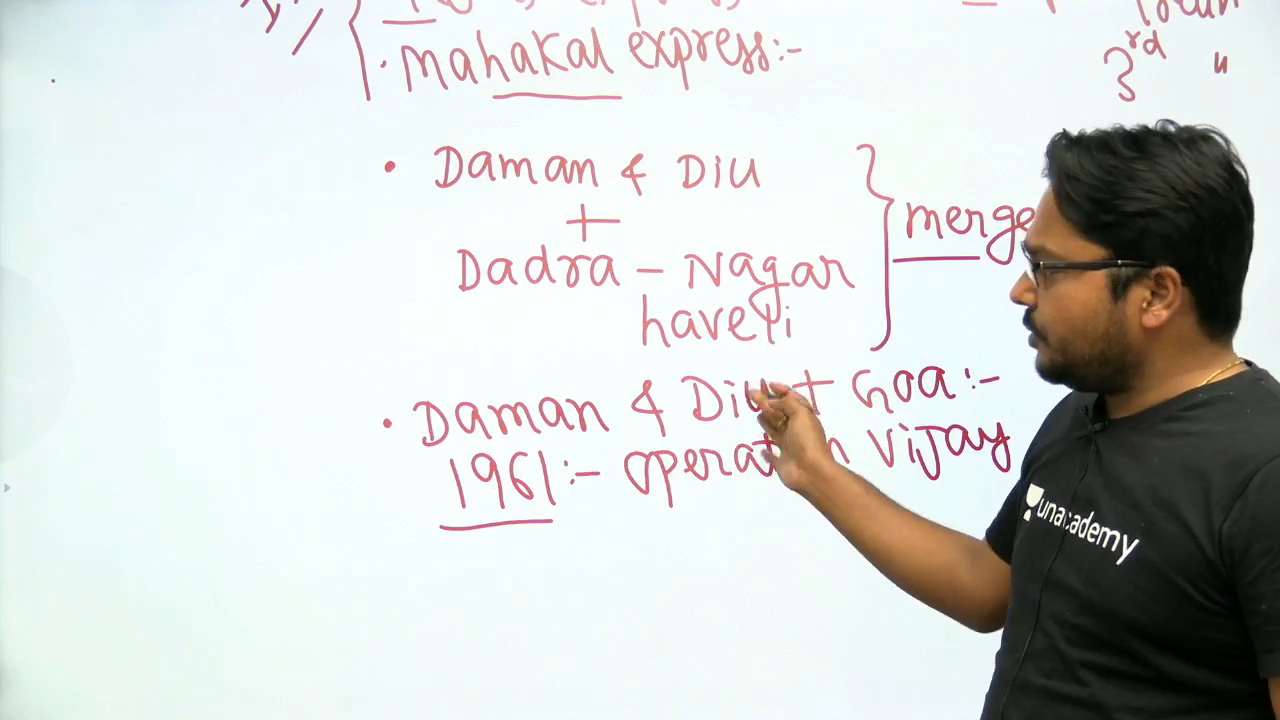 • Mahakal express:-
3rd "
• Daman & Diu
+
Dadra - Nagar
haveli
merge
• Daman & Diu + Goa:-
1961:- operation Vijay
unacademy